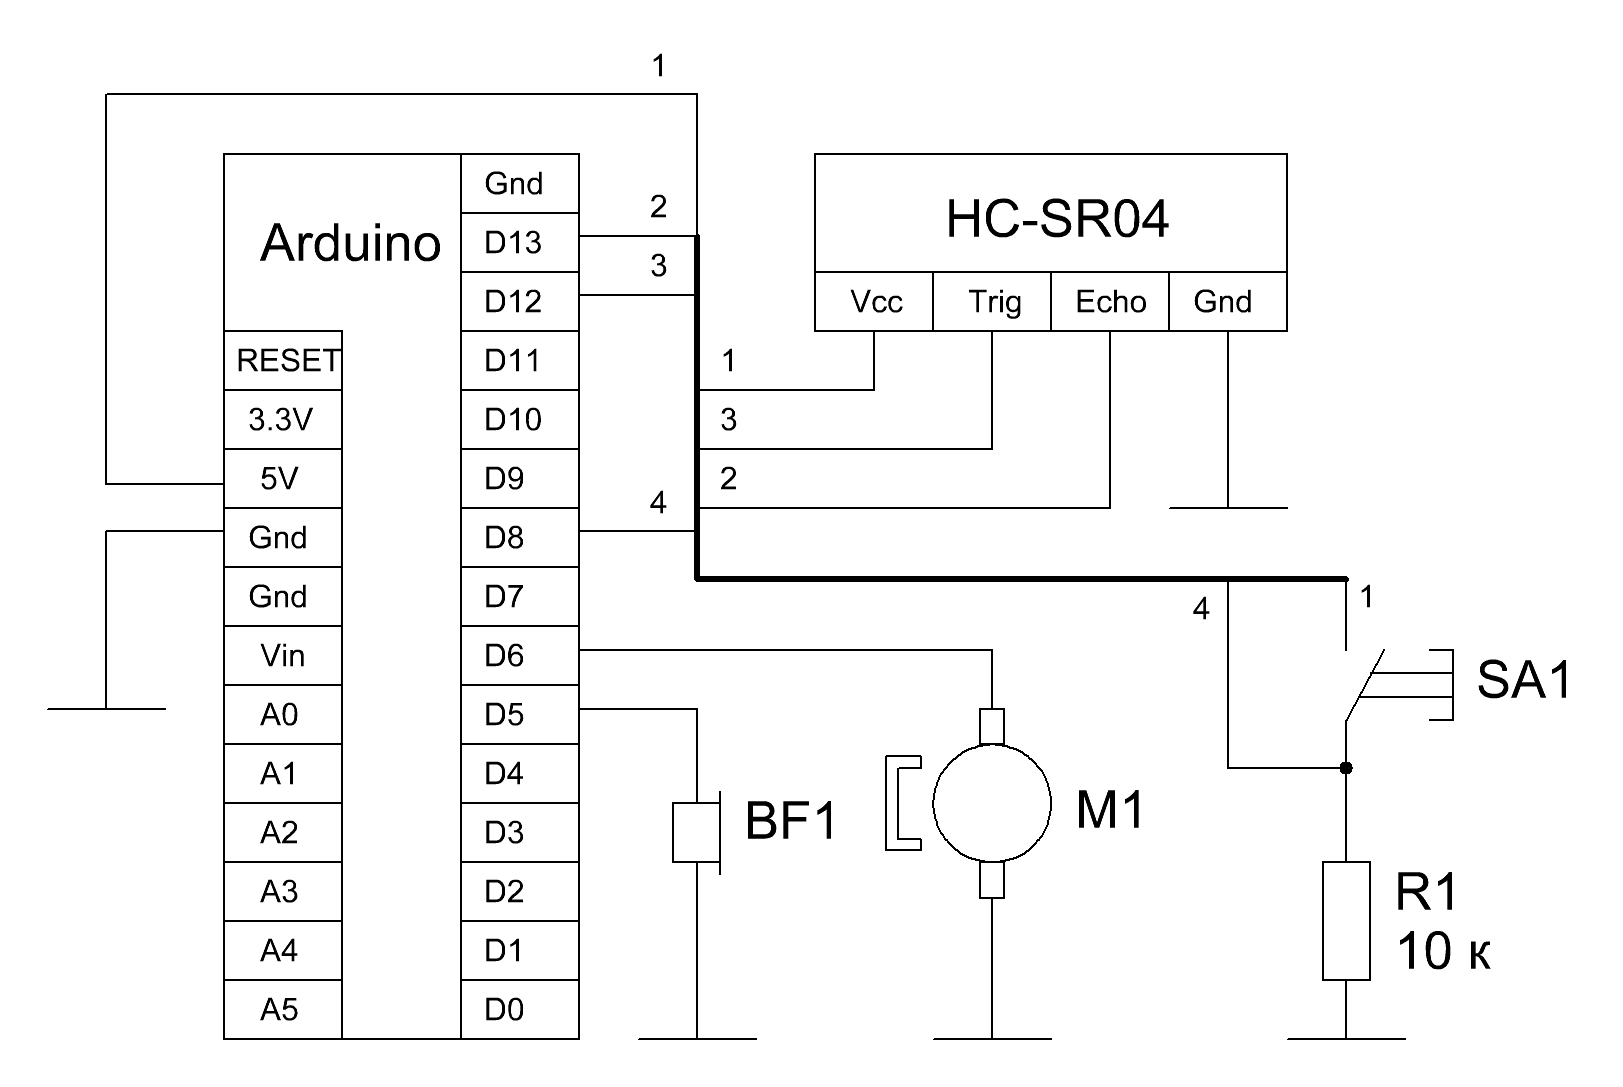 1
Arduino
Gnd
D13
D12
D11
D10
D9
D8
D7
D6
D5
D4
D3
D2
D1
D0
RESET
3.3V
5V
Gnd
Gnd
Vin
A0
A1
A2
A3
A4
A5
2
3
4
HC-SR04
Vcc Trig Echo Gnd
1
3
2
4
1
SA1
BF1
M1
R1
10 к